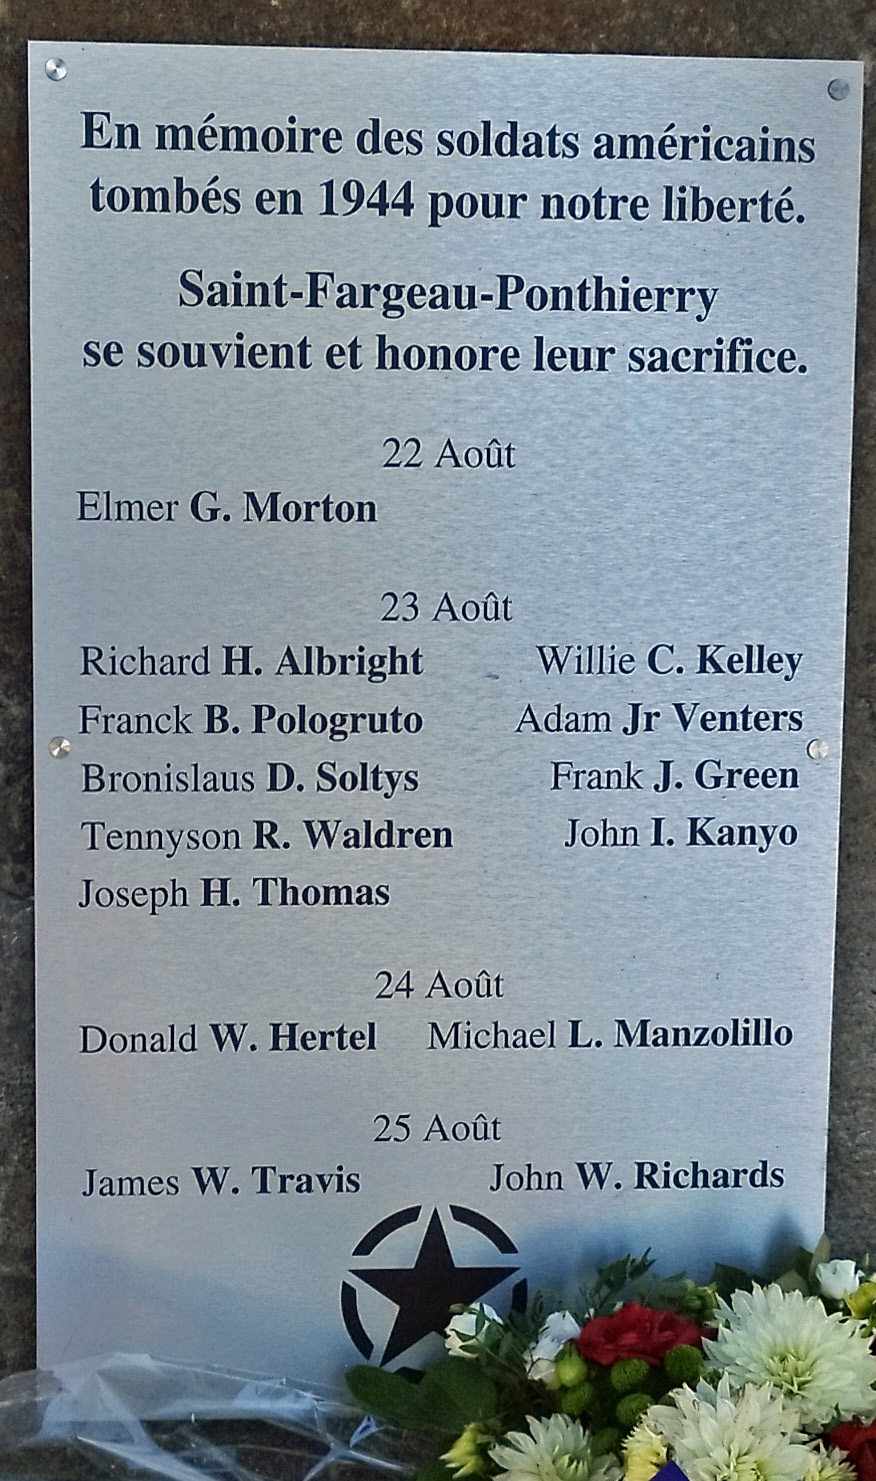 En mémoire des soldats américains
tombés en 1944 pour notre liberté.
Saint-Fargeau-Ponthierry
se souvient et honore leur sacrifice.
22 Août
Elmer G. Morton
23 Août
Richard H. Albright Willie C. Kelley
Franck B. Pologruto Adam Jr Venters
Bronislaus D. Soltys Frank J. Green
Tennyson R. Waldren John I. Kanyo
Joseph H. Thomas
24 Août
Donald W. Hertel Michael L. Manzolillo
25 Août
James W. Travis John W. Richards